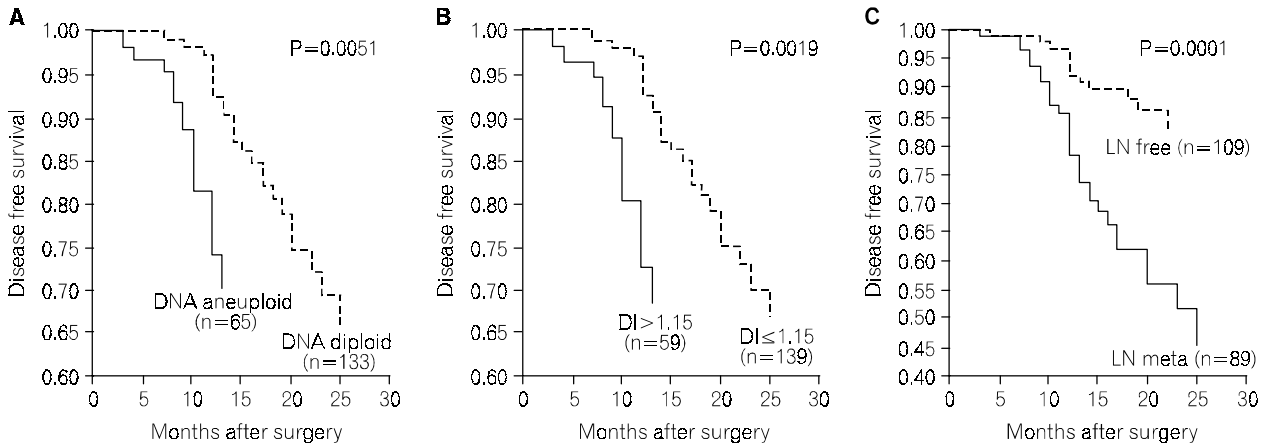 A
Disease free survival
1.00
0.95
0.90
0.85
0.80
0.75
0.70
0.65
0.60
P=0.0051
DNA aneuploid
(n=65)
DNA diploid
(n=133)
0 5 10 15 20 25 30
Months after surgery
B
Disease free survival
1.00
0.95
0.90
0.85
0.80
0.75
0.70
0.65
0.60
P=0.0019
DI>1.15
(n=59)
DI≤1.15
(n=139)
0 5 10 15 20 25 30
Months after surgery
C
Disease free survival
1.00
0.95
0.90
0.85
0.80
0.75
0.70
0.65
0.60
0.55
0.50
0.45
0.40
P=0.0001
LN free (n=109)
LN meta (n=89)
0 5 10 15 20 25 30
Months after surgery